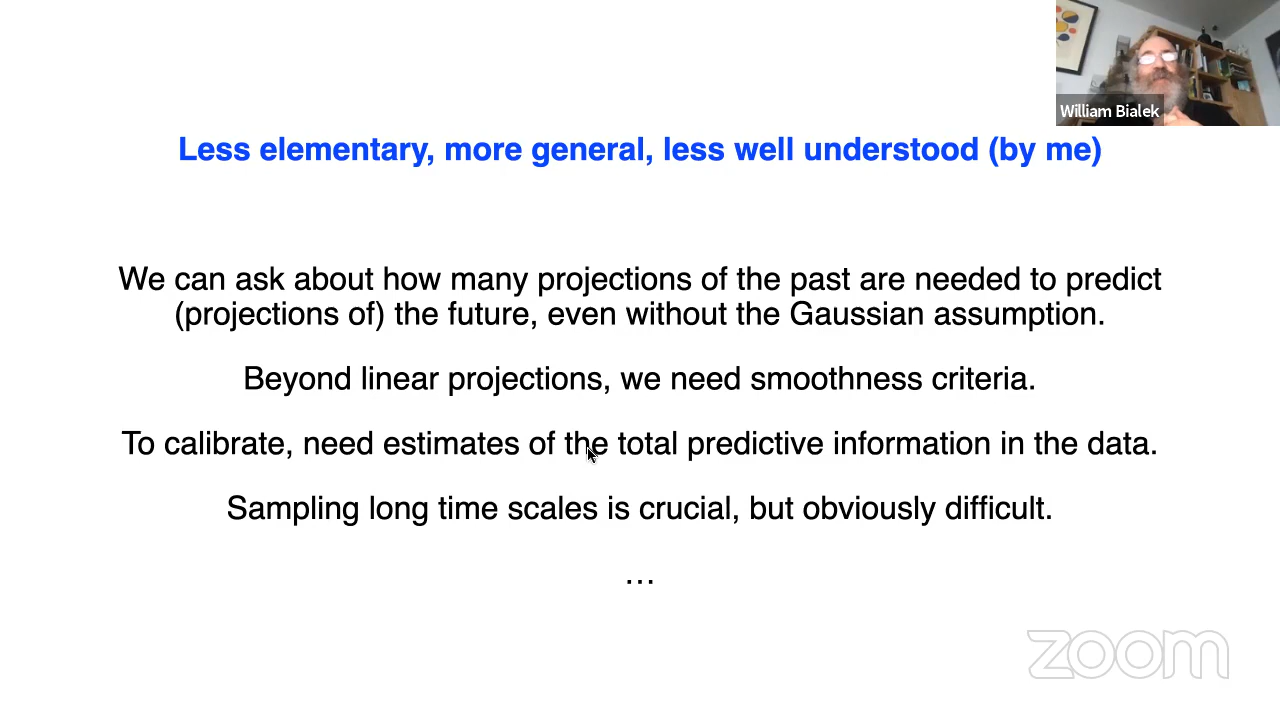 William Bialek
Less elementary, more general, less well understood (by me)
We can ask about how many projections of the past are needed to predict
(projections of) the future, even without the Gaussian assumption.
Beyond linear projections, we need smoothness criteria.
To calibrate, need estimates of the total predictive information in the data.
Sampling long time scales is crucial, but obviously difficult.
…
zoom